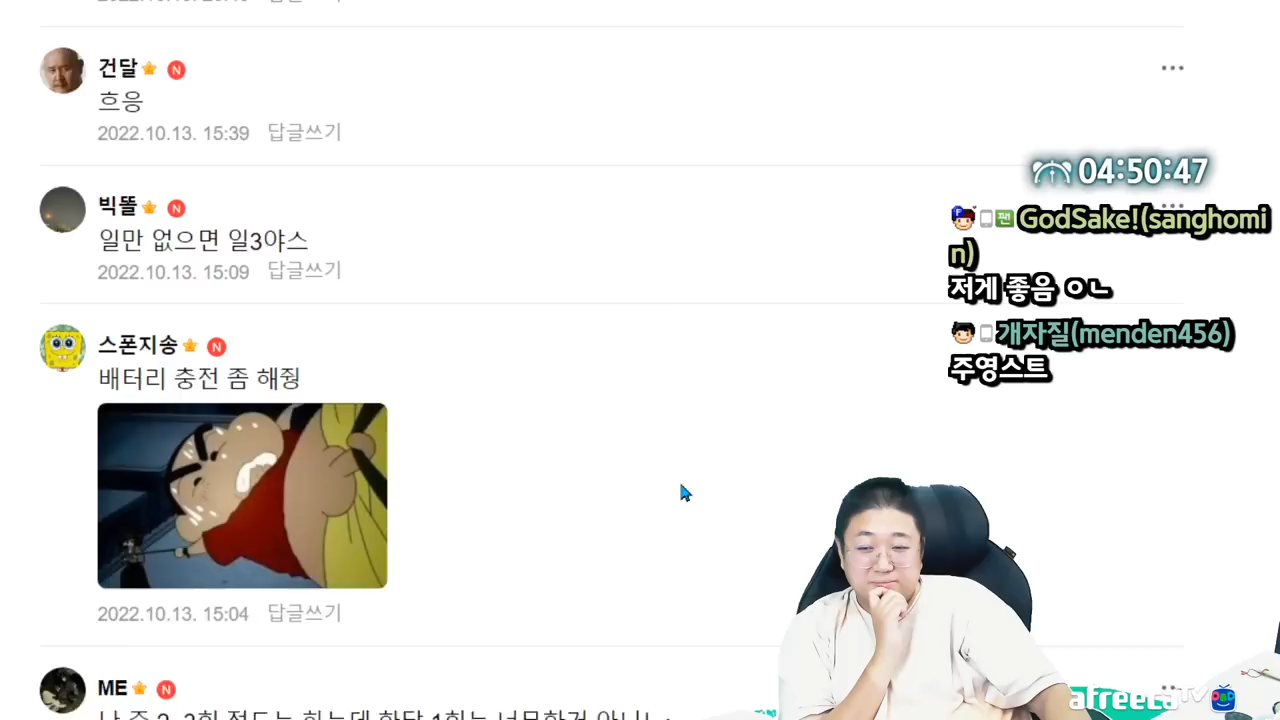 건달
N
흐응
2022.10.13. 15:39 답글쓰기
빅똘
N
일만 없으면 일3야스
2022.10.13. 15:09 답글쓰기
스폰지송
N
배터리 충전 좀 해줭
2022.10.13. 15:04 답글쓰기
ME
N
04:50:47
팬 GodSake!(sanghomi
n)
저게 좋음 ㅇㄴ
개자질(menden456)
주영스트
afreecaTV